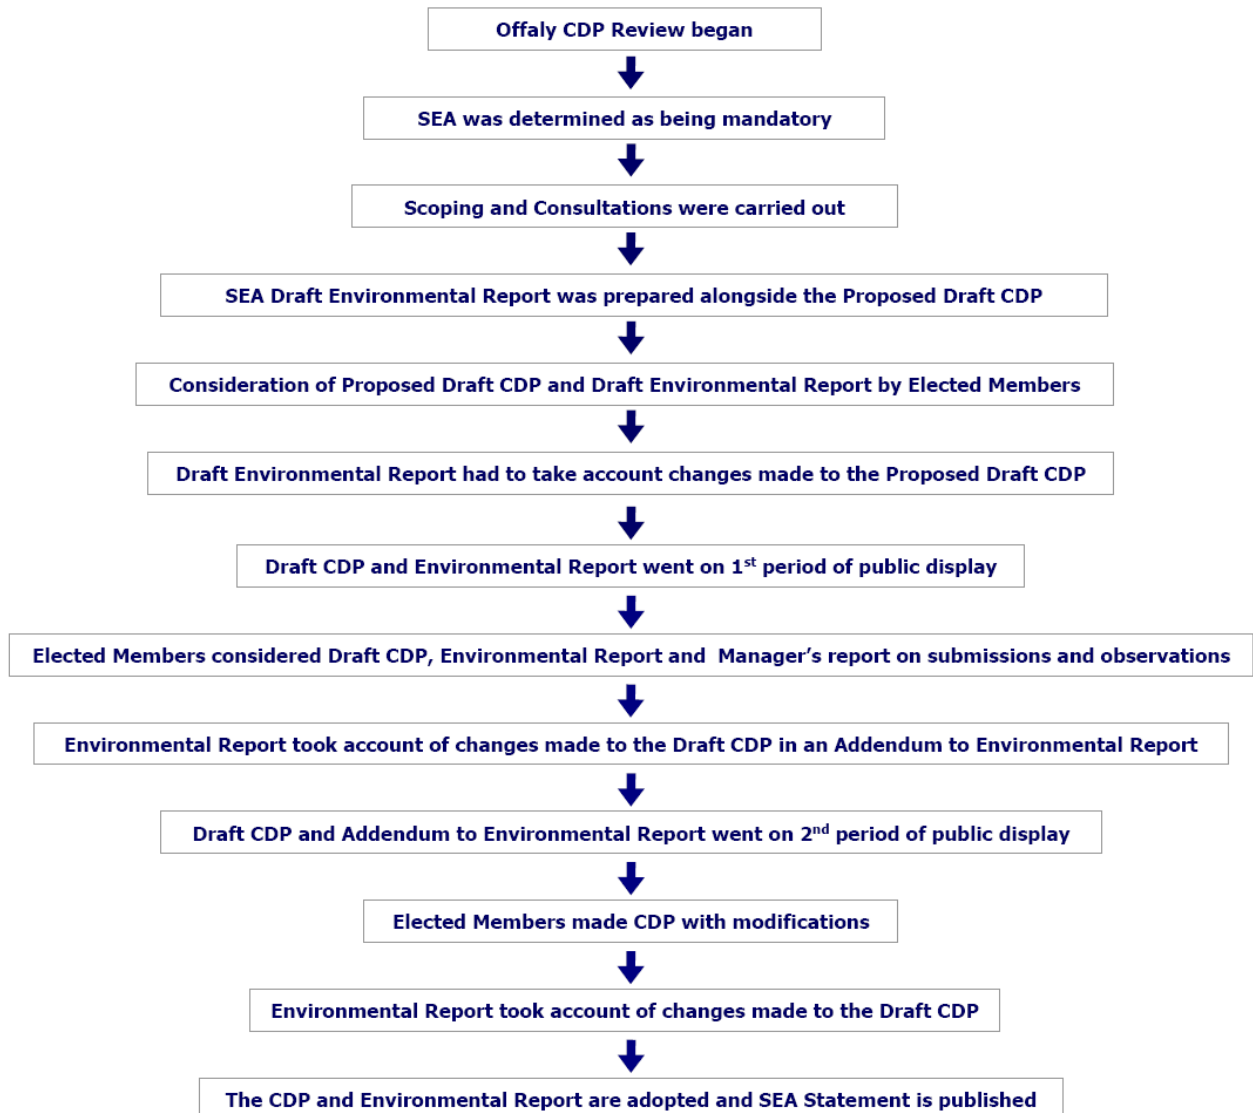 Offaly CDP Review began
SEA was determined as being mandatory
Scoping and Consultations were carried out
SEA Draft Environmental Report was prepared alongside the Proposed Draft CDP
Consideration of Proposed Draft CDP and Draft Environmental Report by Elected Members
Draft Environmental Report had to take account changes made to the Proposed Draft CDP
Draft CDP and Environmental Report went on 1st period of public display
Elected Members considered Draft CDP, Environmental Report and Manager’s report on submissions and observations
Environmental Report took account of changes made to the Draft CDP in an Addendum to Environmental Report
Draft CDP and Addendum to Environmental Report went on 2nd period of public display
Elected Members made CDP with modifications
Environmental Report took account of changes made to the Draft CDP
The CDP and Environmental Report are adopted and SEA Statement is published